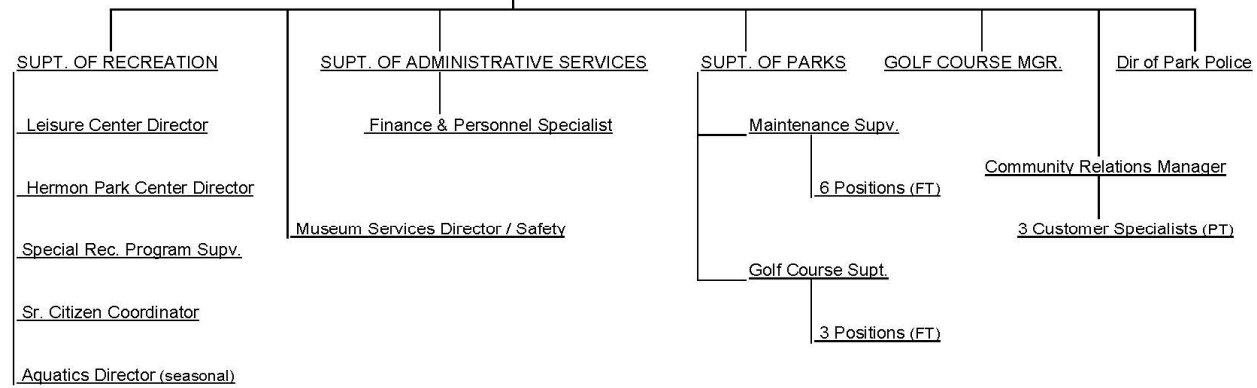 SUPT. OF RECREATION
SUPT. OF ADMINISTRATIVE SERVICES
SUPT. OF PARKS
GOLF COURSE MGR.
Dir of Park Police
Leisure Center Director
Finance & Personnel Specialist
Maintenance Supv.
Community Relations Manager
Hermon Park Center Director
6 Positions (FT)
Museum Services Director / Safety
3 Customer Specialists (PT)
Special Rec. Program Supv.
Golf Course Supt.
Sr. Citizen Coordinator
3 Positions (FT)
Aquatics Director (seasonal)